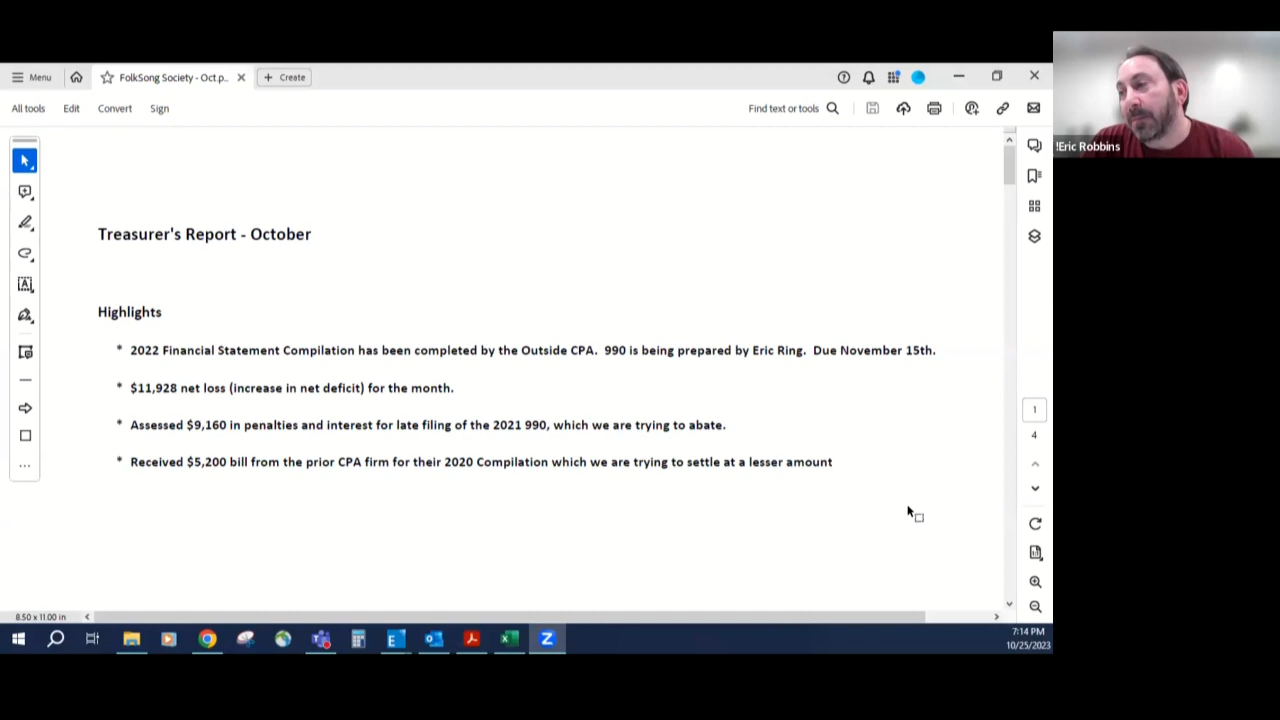 Menu
FolkSong Society - Oct.p..
Create
All tools
Edit
Convert
Sign
Find text or tools
!Eric Robbins
Treasurer's Report - October
Highlights
* 2022 Financial Statement Compilation has been completed by the Outside CPA. 990 is being prepared by Eric Ring. Due November 15th.
* $11,928 net loss (increase in net deficit) for the month.
* Assessed $9,160 in penalties and interest for late filing of the 2021 990, which we are trying to abate.
* Received $5,200 bill from the prior CPA firm for their 2020 Compilation which we are trying to settle at a lesser amount
1
4
8.50 x 11.00 in
7:14 PM
10/25/2023